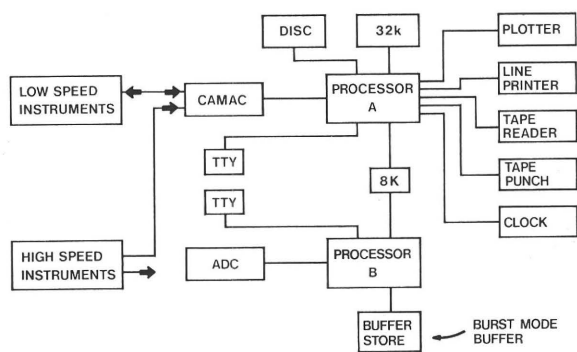 DISC
32k
PLOTTER
LOW SPEED
INSTRUMENTS
CAMAC
PROCESSOR
A
LINE
PRINTER
TAPE
READER
TTY
8K
TAPE
PUNCH
TTY
CLOCK
HIGH SPEED
INSTRUMENTS
ADC
PROCESSOR
B
BUFFER
STORE
BURST MODE
BUFFER